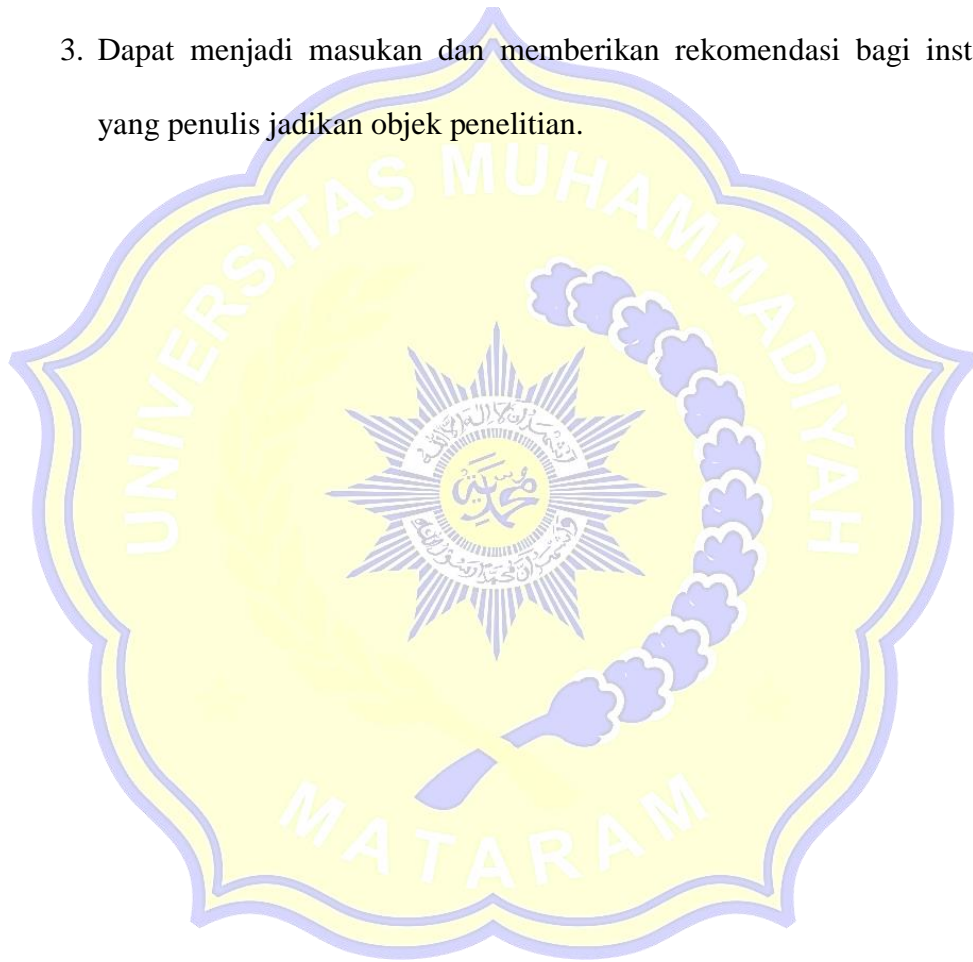 3. Dapat menjadi masukan dan memberikan rekomendasi bagi inst
yang penulis jadikan objek penelitian.
UNIVERSITAS MUHAMMADIYAH
MATARAM